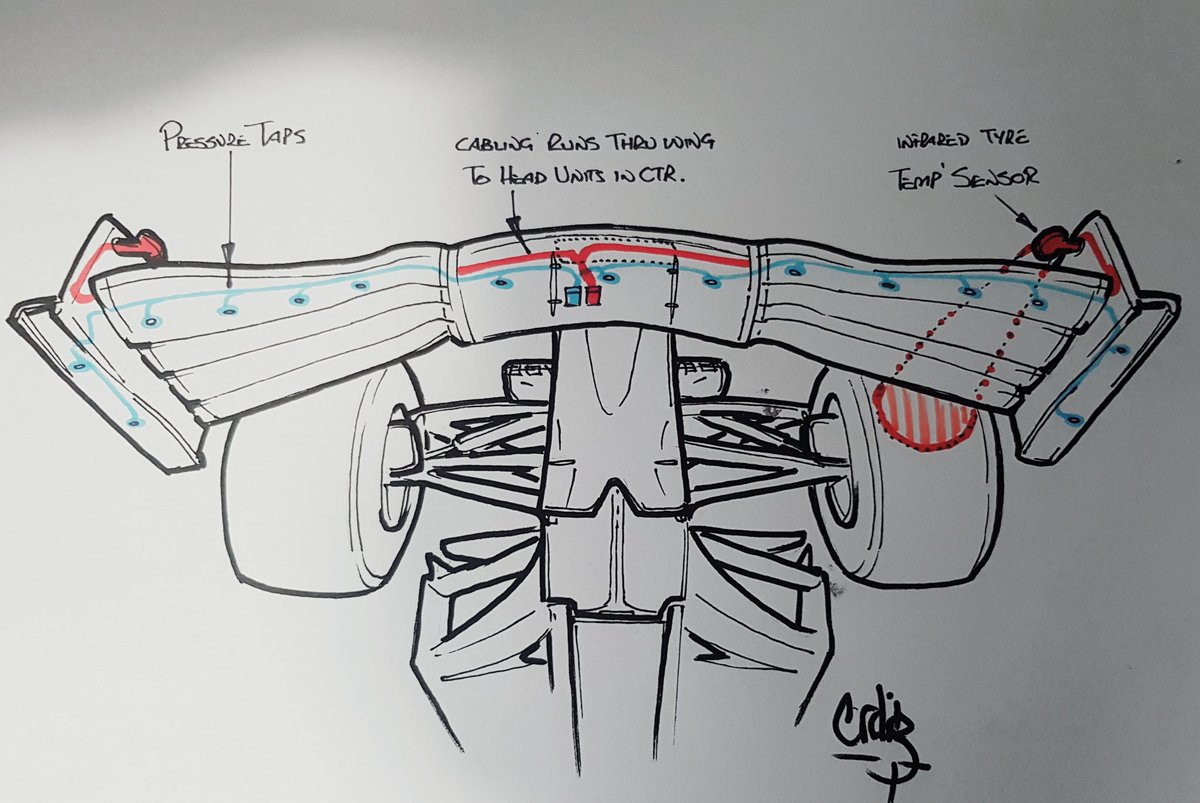 PRESSURE TAPS
CABLING RUNS THRU WING
TO HEAD UNITS IN CTR.
INFRARED TYRE
TEMP' SENSOR
Craig